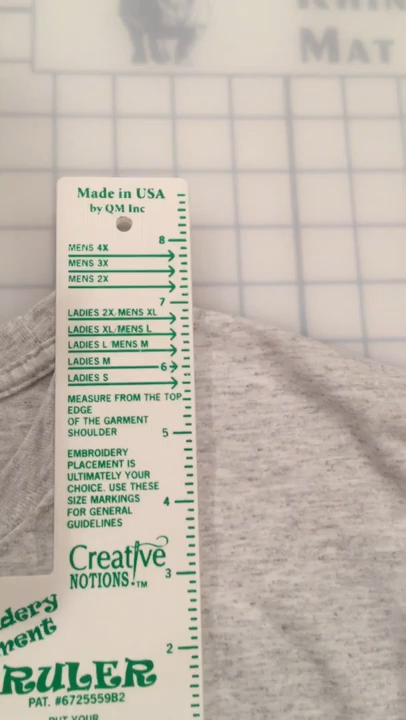 MAT
Made in USA
by QM Inc
8
MENS 4X
MENS 3X
MENS 2X
7
LADIES 2X/MENS XL
LADIES XL/MENS L
LADIES L/MENS M
LADIES M
6
LADIES S
MEASURE FROM THE TOP
EDGE
OF THE GARMENT
SHOULDER
5
EMBROIDERY
PLACEMENT IS
ULTIMATELY YOUR
CHOICE. USE THESE
SIZE MARKINGS
FOR GENERAL
GUIDELINES
4
Creative
NOTIONS.™
3
dery
ment
2
RULER
PAT. #6725559B2
PUT YOUR